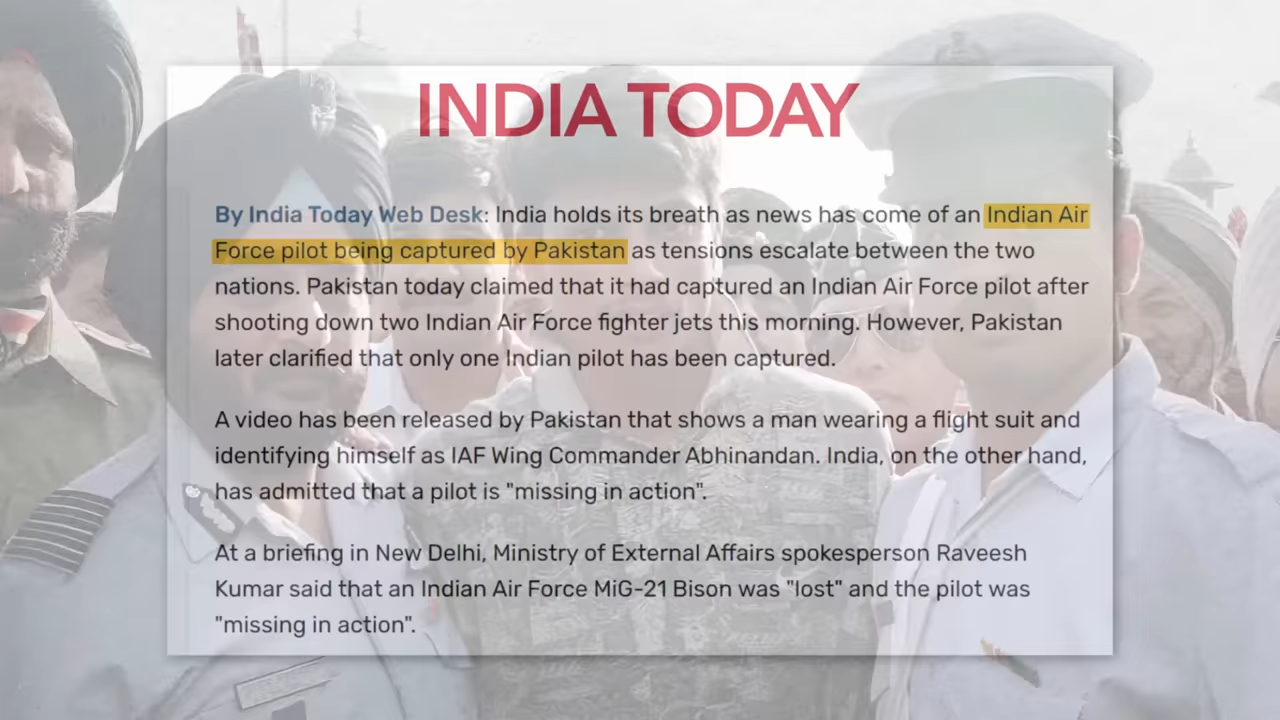 INDIA TODAY
By India Today Web Desk: India holds its breath as news has come of an Indian Air
Force pilot being captured by Pakistan as tensions escalate between the two
nations. Pakistan today claimed that it had captured an Indian Air Force pilot after
shooting down two Indian Air Force fighter jets this morning. However, Pakistan
later clarified that only one Indian pilot has been captured.
A video has been released by Pakistan that shows a man wearing a flight suit and
identifying himself as IAF Wing Commander Abhinandan. India, on the other hand,
has admitted that a pilot is "missing in action".
At a briefing in New Delhi, Ministry of External Affairs spokesperson Raveesh
Kumar said that an Indian Air Force MiG-21 Bison was "lost" and the pilot was
"missing in action".